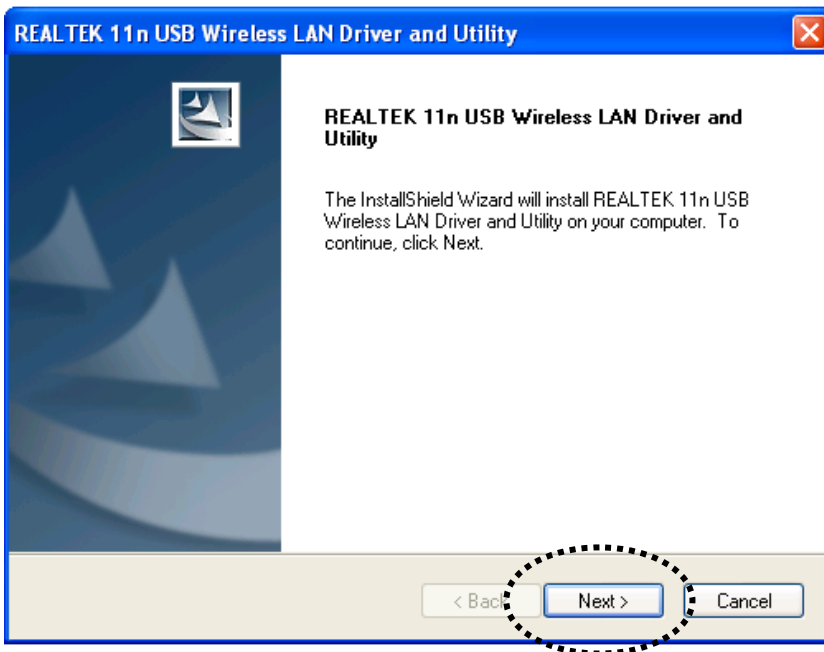 REALTEK 11n USB Wireless LAN Driver and Utility
REALTEK 11n USB Wireless LAN Driver and
Utility
The InstallShield Wizard will install REALTEK 11n USB
Wireless LAN Driver and Utility on your computer.  To
continue, click Next.
< Back
Next >
Cancel